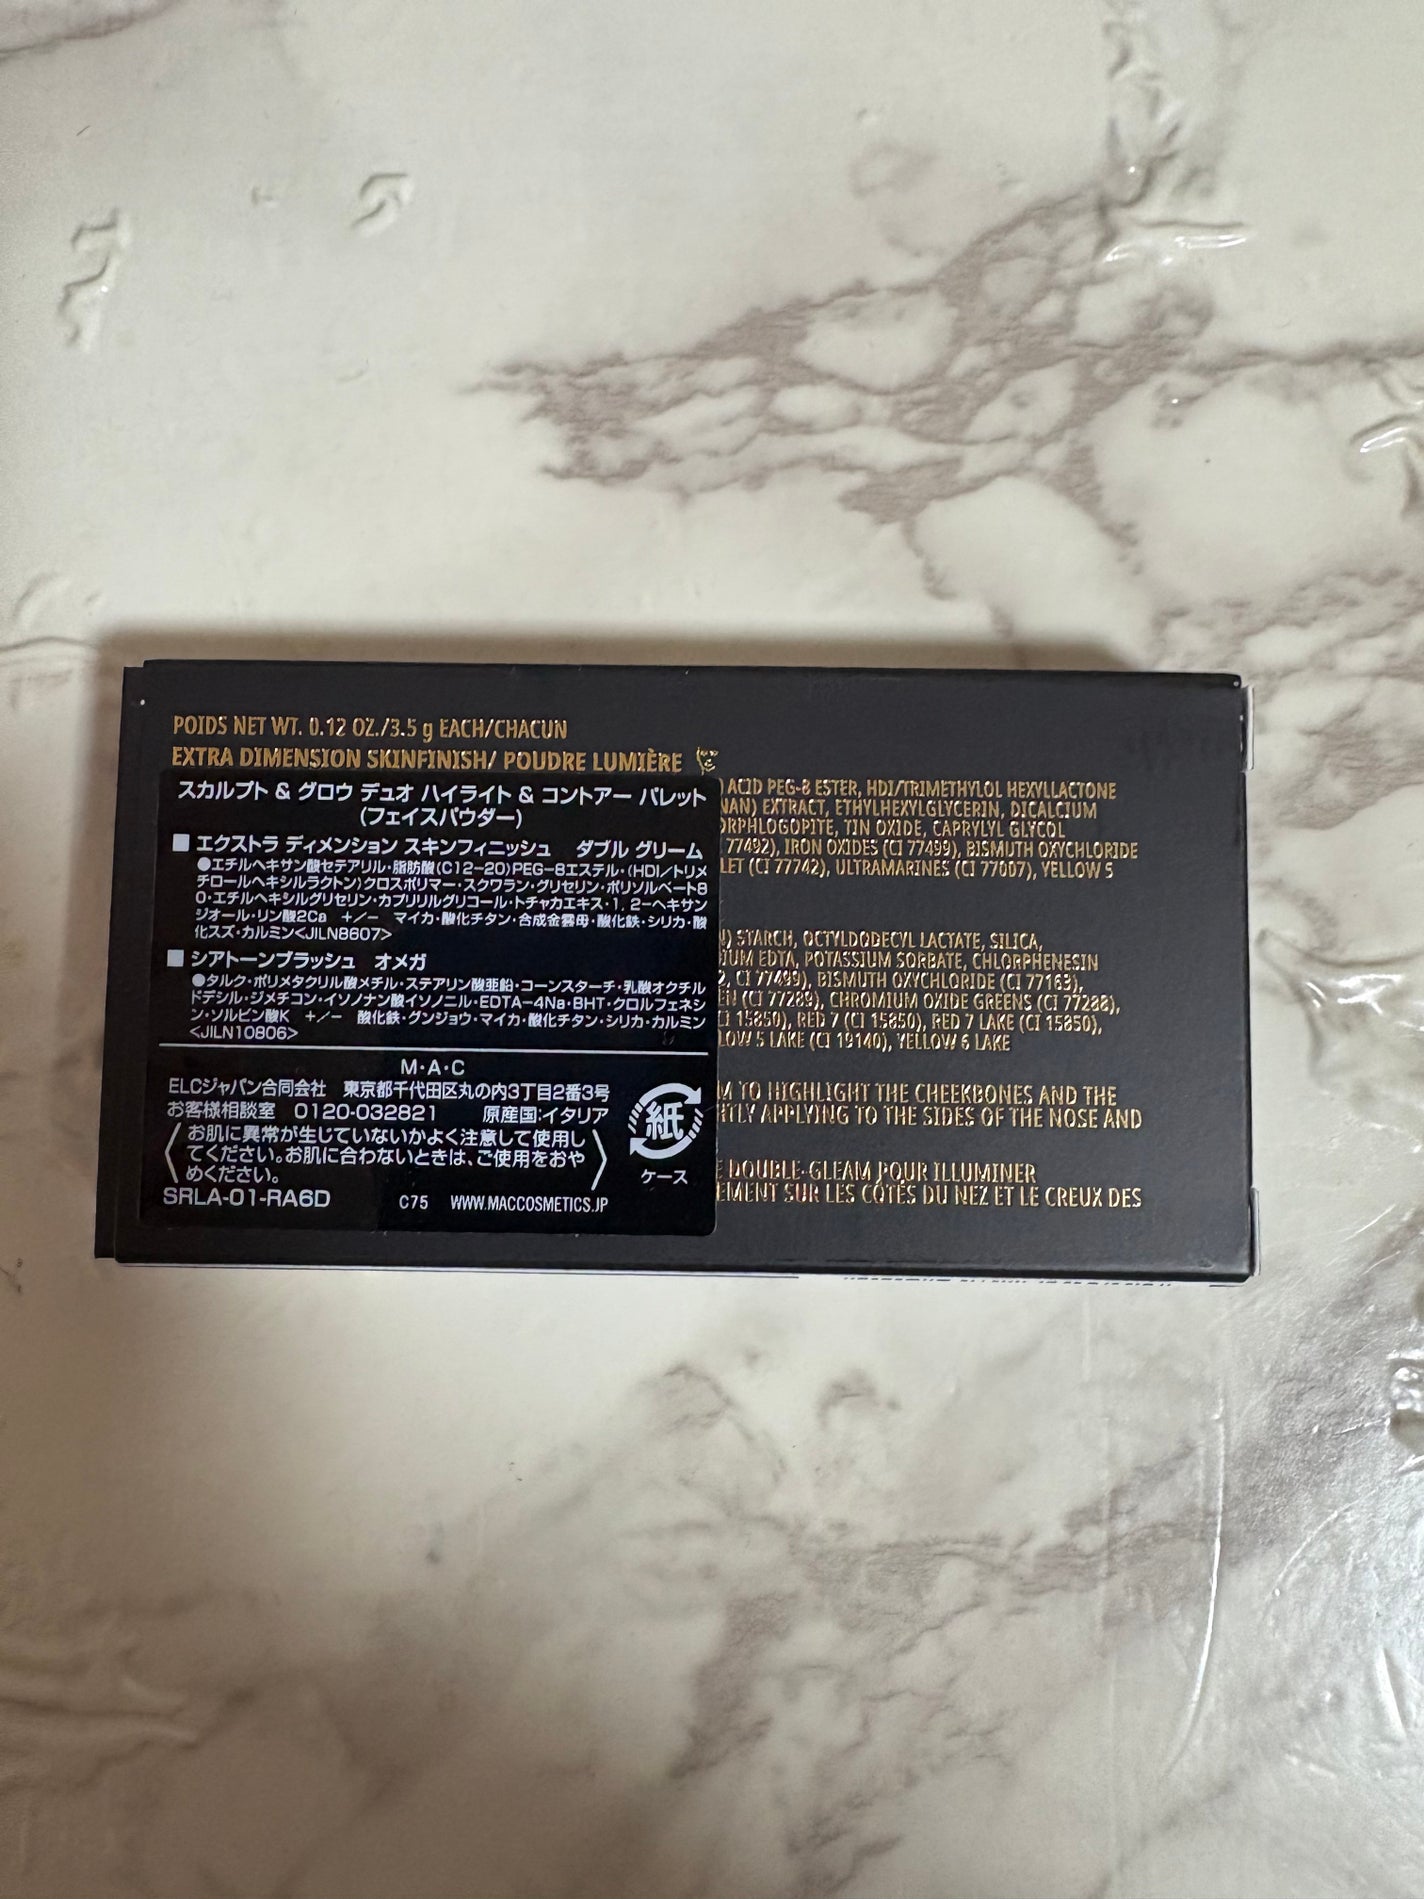 POIDS NET WT. 0.12 OZ./3.5 g EACH/CHACUN
EXTRA DIMENSION SKINFINISH/ POUDRE LUMIÈRE
スカルプト & グロウ デュオ ハイライト & コントアー パレット
(フェイスパウダー)
■ エクストラ ディメンション スキンフィニッシュ ダブル グリーム
●エチルヘキサン酸セテアリル・脂肪酸(C12-20)PEG-8エステル・(HDI/トリメ
チロールヘキシルラクトン)クロスポリマー・スクワラン・グリセリン・ポリソルベート8
0・エチルヘキシルグリセリン・カプリリルグリコール・トチャカエキス・1, 2-ヘキサン
ジオール・リン酸2Ca +/- マイカ・酸化チタン・合成金雲母・酸化鉄・シリカ・酸
化スズ・カルミン<JILN8607>
■ シアトーンブラッシュ オメガ
●タルク・ポリメタクリル酸メチル・ステアリン酸亜鉛・コーンスターチ・乳酸オクチル
ドデシル・ジメチコン・イソノナン酸イソノニル・EDTA-4Na・BHT・クロルフェネシ
ン・ソルビン酸K +/- 酸化鉄・グンジョウ・マイカ・酸化チタン・シリカ・カルミン
<JILN10806>
M・A・C
ELCジャパン合同会社 東京都千代田区丸の内3丁目2番3号
お客様相談室 0120-032821 原産国:イタリア
お肌に異常が生じていないかよく注意して使用し
てください。お肌に合わないときは、ご使用をおや
めください。
紙
ケース
SRLA-01-RA6D C75 WWW.MACCOSMETICS.JP
ACID PEG-8 ESTER, HDI/TRIMETHYLOL HEXYLLACTONE
EXTRACT, ETHYLHEXYLGLYCERIN, DICALCIUM
TIN OXIDE, CAPRYLYL GLYCOL
77492), IRON OXIDES (CI 77499), BISMUTH OXYCHLORIDE
(CI 77742), ULTRAMARINES (CI 77007), YELLOW 5
STARCH, OCTYLDODECYL LACTATE, SILICA,
EDTA, POTASSIUM SORBATE, CHLORPHENESIN
CI 77499), BISMUTH OXYCHLORIDE (CI 77163),
(CI 77289), CHROMIUM OXIDE GREENS (CI 77288),
15850), RED 7 (CI 15850), RED 7 LAKE (CI 15850),
5 LAKE (CI 19140), YELLOW 6 LAKE
TO HIGHLIGHT THE CHEEKBONES AND THE
APPLYING TO THE SIDES OF THE NOSE AND
DOUBLE-GLEAM POUR ILLUMINER
SUR LES CÔTÉS DU NEZ ET LE CREUX DES